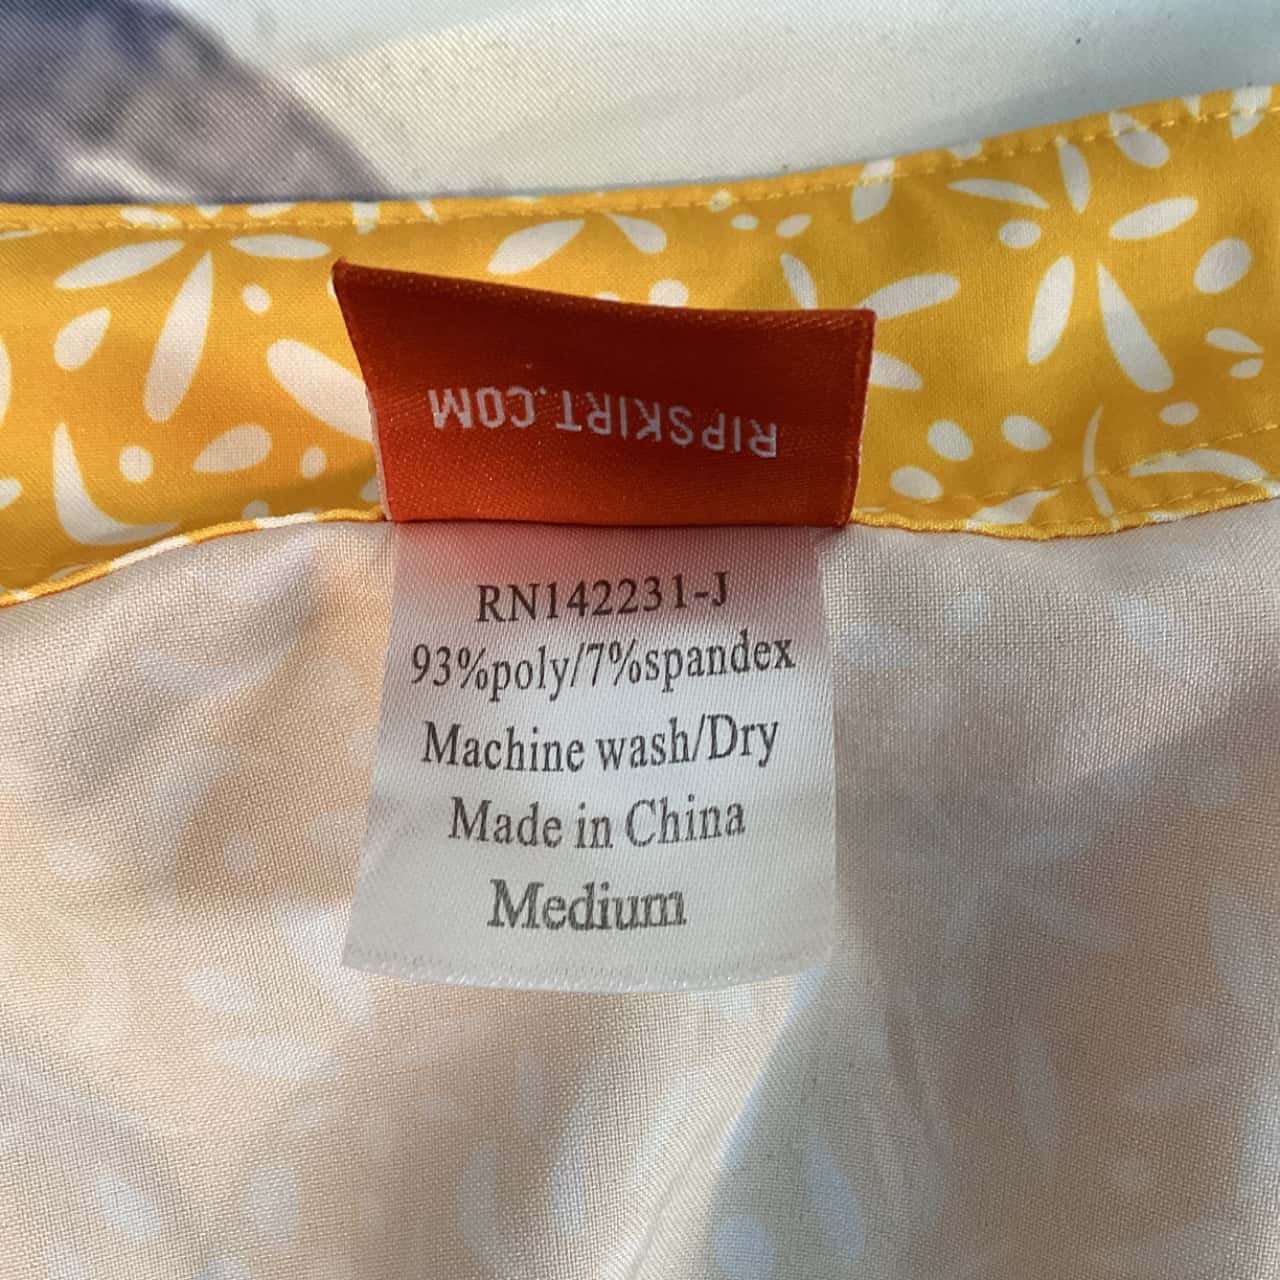 RIPSKIRT.COM
RN142231-J
93%poly/7%spandex
Machine wash/Dry
Made in China
Medium